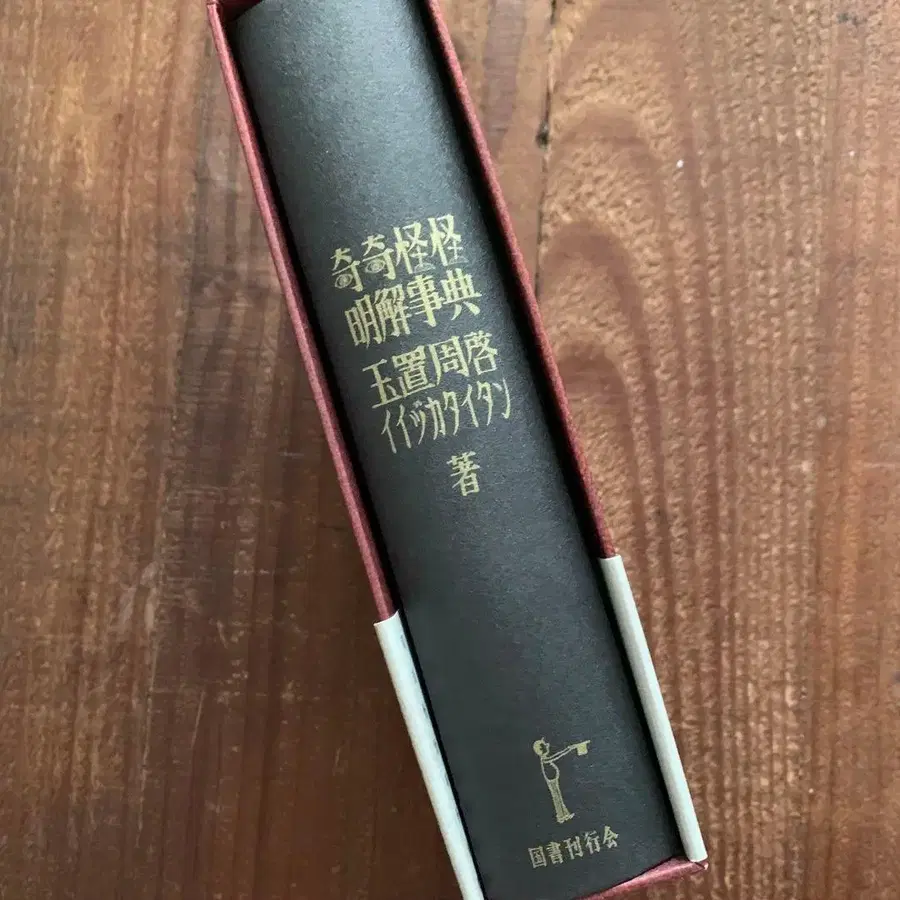 奇奇怪怪
明解事典
玉置周啓
イイヅカタイタン
著
国書刊行会